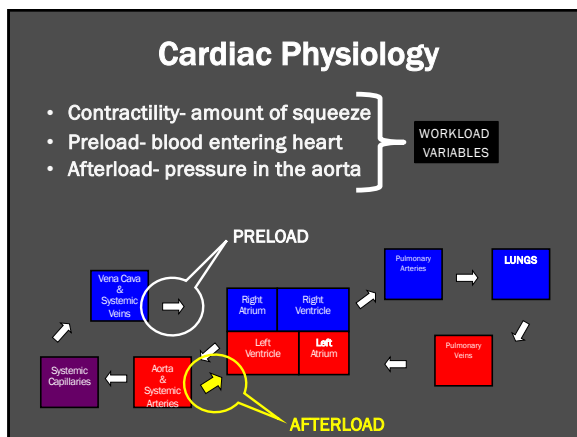 Cardiac Physiology
• Contractility- amount of squeeze
• Preload- blood entering heart
• Afterload- pressure in the aorta
WORKLOAD
VARIABLES
PRELOAD
Vena Cava
&
Systemic
Veins
Right
Atrium
Right
Ventricle
Pulmonary
Arteries
LUNGS
Systemic
Capillaries
Aorta
&
Systemic
Arteries
Left
Ventricle
Left
Atrium
Pulmonary
Veins
AFTERLOAD